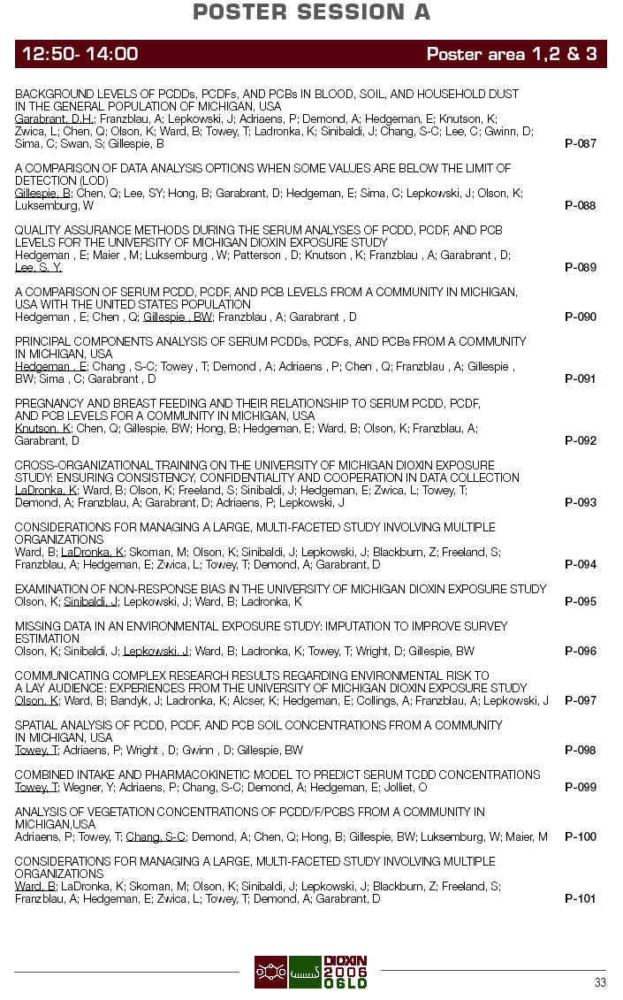 POSTER SESSION A
12:50- 14:00 Poster area 1,2 & 3
BACKGROUND LEVELS OF PCDDs, PCDFs, AND PCBs IN BLOOD, SOIL, AND HOUSEHOLD DUST
IN THE GENERAL POPULATION OF MICHIGAN, USA
Garabrant, D.H.; Franzblau, A; Lepkowski, J; Adriaens, P; Demond, A; Hedgeman, E; Knutson, K;
Zwica, L; Chen, Q; Olson, K; Ward, B; Towey, T; Ladronka, K; Sinibaldi, J; Chang, S-C; Lee, C; Gwinn, D;
Sima, C; Swan, S; Gillespie, B P-087
A COMPARISON OF DATA ANALYSIS OPTIONS WHEN SOME VALUES ARE BELOW THE LIMIT OF
DETECTION (LOD)
Gillespie, B; Chen, Q; Lee, SY; Hong, B; Garabrant, D; Hedgeman, E; Sima, C; Lepkowski, J; Olson, K;
Luksemburg, W P-088
QUALITY ASSURANCE METHODS DURING THE SERUM ANALYSES OF PCDD, PCDF, AND PCB
LEVELS FOR THE UNIVERSITY OF MICHIGAN DIOXIN EXPOSURE STUDY
Hedgeman , E; Maier , M; Luksemburg , W; Patterson , D; Knutson , K; Franzblau , A; Garabrant , D;
Lee, S. Y. P-089
A COMPARISON OF SERUM PCDD, PCDF, AND PCB LEVELS FROM A COMMUNITY IN MICHIGAN,
USA WITH THE UNITED STATES POPULATION
Hedgeman , E; Chen , Q; Gillespie , BW; Franzblau , A; Garabrant , D P-090
PRINCIPAL COMPONENTS ANALYSIS OF SERUM PCDDs, PCDFs, AND PCBs FROM A COMMUNITY
IN MICHIGAN, USA
Hedgeman , E; Chang , S-C; Towey , T; Demond , A; Adriaens , P; Chen , Q; Franzblau , A; Gillespie ,
BW; Sima , C; Garabrant , D P-091
PREGNANCY AND BREAST FEEDING AND THEIR RELATIONSHIP TO SERUM PCDD, PCDF,
AND PCB LEVELS FOR A COMMUNITY IN MICHIGAN, USA
Knutson, K; Chen, Q; Gillespie, BW; Hong, B; Hedgeman, E; Ward, B; Olson, K; Franzblau, A;
Garabrant, D P-092
CROSS-ORGANIZATIONAL TRAINING ON THE UNIVERSITY OF MICHIGAN DIOXIN EXPOSURE
STUDY: ENSURING CONSISTENCY, CONFIDENTIALITY AND COOPERATION IN DATA COLLECTION
LaDronka, K; Ward, B; Olson, K; Freeland, S; Sinibaldi, J; Hedgeman, E; Zwica, L; Towey, T;
Demond, A; Franzblau, A; Garabrant, D; Adriaens, P; Lepkowski, J P-093
CONSIDERATIONS FOR MANAGING A LARGE, MULTI-FACETED STUDY INVOLVING MULTIPLE
ORGANIZATIONS
Ward, B; LaDronka, K; Skoman, M; Olson, K; Sinibaldi, J; Lepkowski, J; Blackburn, Z; Freeland, S;
Franzblau, A; Hedgeman, E; Zwica, L; Towey, T; Demond, A; Garabrant, D P-094
EXAMINATION OF NON-RESPONSE BIAS IN THE UNIVERSITY OF MICHIGAN DIOXIN EXPOSURE STUDY
Olson, K; Sinibaldi, J; Lepkowski, J; Ward, B; Ladronka, K P-095
MISSING DATA IN AN ENVIRONMENTAL EXPOSURE STUDY: IMPUTATION TO IMPROVE SURVEY
ESTIMATION
Olson, K; Sinibaldi, J; Lepkowski, J; Ward, B; Ladronka, K; Towey, T; Wright, D; Gillespie, BW P-096
COMMUNICATING COMPLEX RESEARCH RESULTS REGARDING ENVIRONMENTAL RISK TO
A LAY AUDIENCE: EXPERIENCES FROM THE UNIVERSITY OF MICHIGAN DIOXIN EXPOSURE STUDY
Olson, K; Ward, B; Bandyk, J; Ladronka, K; Alcser, K; Hedgeman, E; Collings, A; Franzblau, A; Lepkowski, J P-097
SPATIAL ANALYSIS OF PCDD, PCDF, AND PCB SOIL CONCENTRATIONS FROM A COMMUNITY
IN MICHIGAN, USA
Towey, T; Adriaens, P; Wright , D; Gwinn , D; Gillespie, BW P-098
COMBINED INTAKE AND PHARMACOKINETIC MODEL TO PREDICT SERUM TCDD CONCENTRATIONS
Towey, T; Wegner, Y; Adriaens, P; Chang, S-C; Demond, A; Hedgeman, E; Jolliet, O P-099
ANALYSIS OF VEGETATION CONCENTRATIONS OF PCDD/F/PCBS FROM A COMMUNITY IN
MICHIGAN,USA
Adriaens, P; Towey, T; Chang, S-C; Demond, A; Chen, Q; Hong, B; Gillespie, BW; Luksemburg, W; Maier, M P-100
CONSIDERATIONS FOR MANAGING A LARGE, MULTI-FACETED STUDY INVOLVING MULTIPLE
ORGANIZATIONS
Ward, B; LaDronka, K; Skoman, M; Olson, K; Sinibaldi, J; Lepkowski, J; Blackburn, Z; Freeland, S;
Franzblau, A; Hedgeman, E; Zwica, L; Towey, T; Demond, A; Garabrant, D P-101
DIOXIN
2006
OSLO
33